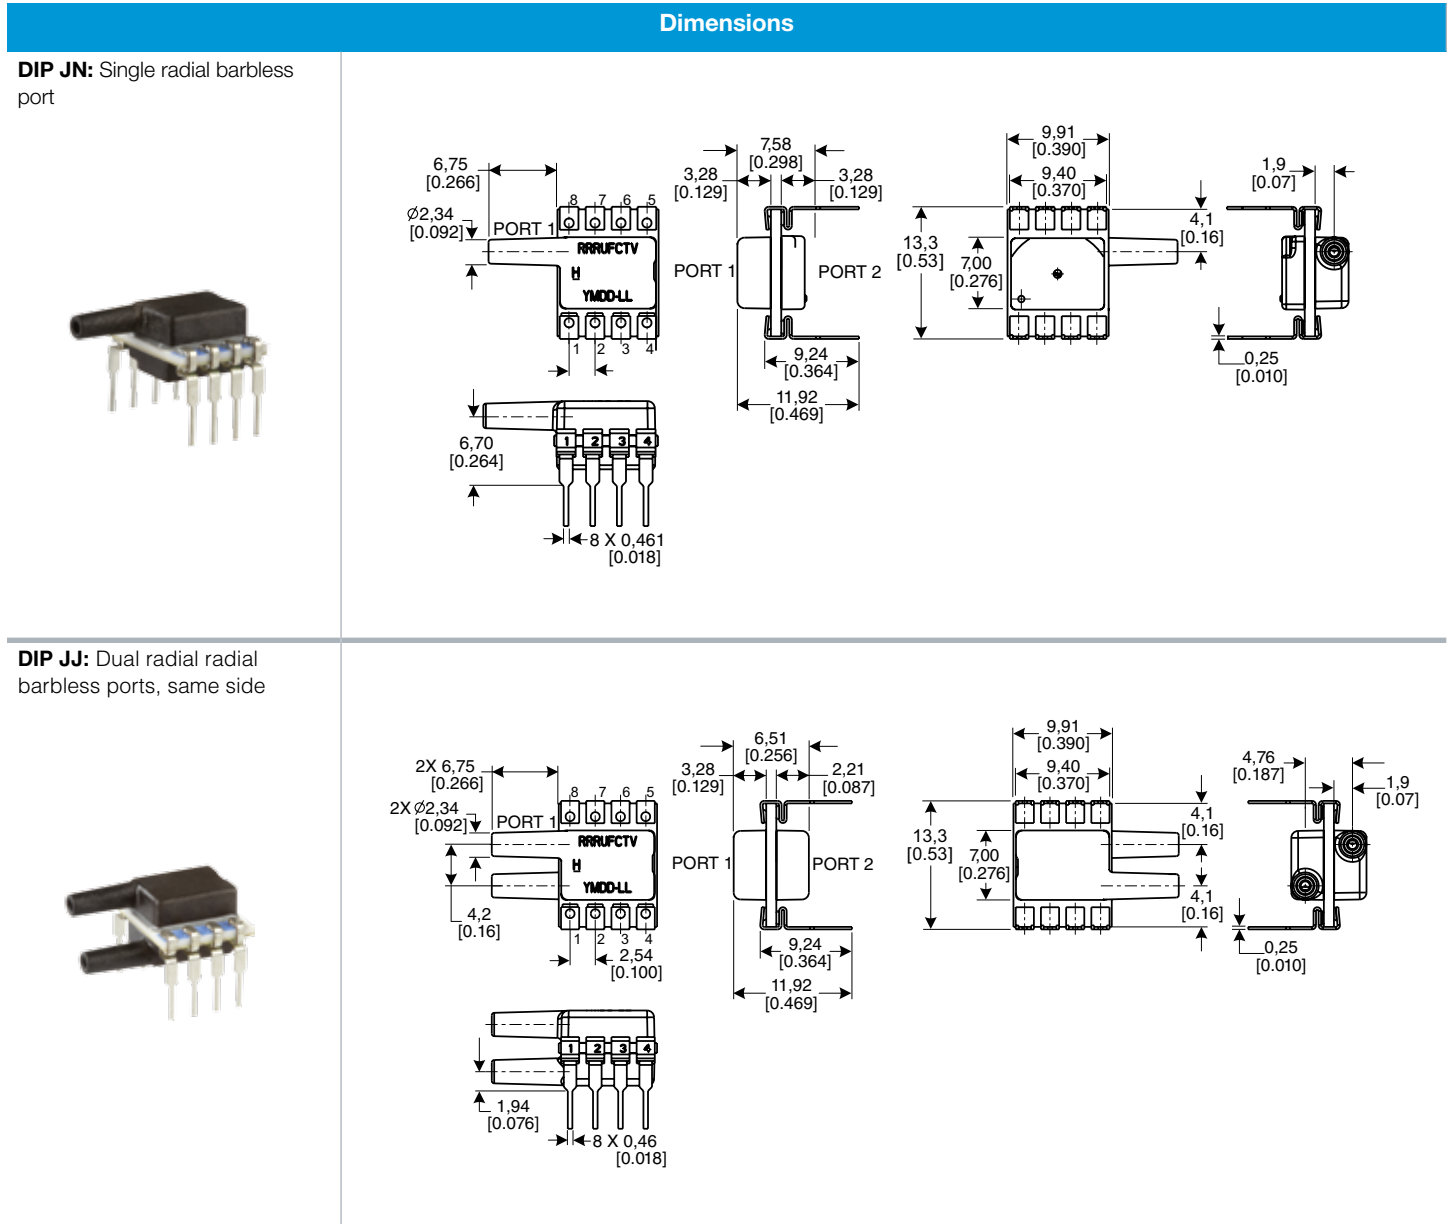 Dimensions
DIP JN: Single radial barbless
port
6,75
[0.266]
Ø2,34
[0.092]
PORT 1
8 7 6 5
RRRUFCTV
H
YMDD-LL
1 2 3 4
7,58
[0.298]
3,28
[0.129]
3,28
[0.129]
PORT 1
PORT 2
9,24
[0.364]
11,92
[0.469]
9,91
[0.390]
9,40
[0.370]
4,1
[0.16]
13,3
[0.53]
7,00
[0.276]
1,9
[0.07]
0,25
[0.010]
6,70
[0.264]
1 2 3 4
8 X 0,461
[0.018]
DIP JJ: Dual radial radial
barbless ports, same side
2X 6,75
[0.266]
2X Ø2,34
[0.092]
PORT 1
8 7 6 5
RRRUFCTV
H
YMDD-LL
4,2
[0.16]
1 2 3 4
2,54
[0.100]
6,51
[0.256]
3,28
[0.129]
2,21
[0.087]
PORT 1
PORT 2
9,24
[0.364]
11,92
[0.469]
9,91
[0.390]
9,40
[0.370]
4,1
[0.16]
13,3
[0.53]
7,00
[0.276]
4,1
[0.16]
4,76
[0.187]
1,9
[0.07]
0,25
[0.010]
1 2 3 4
1,94
[0.076]
8 X 0,46
[0.018]